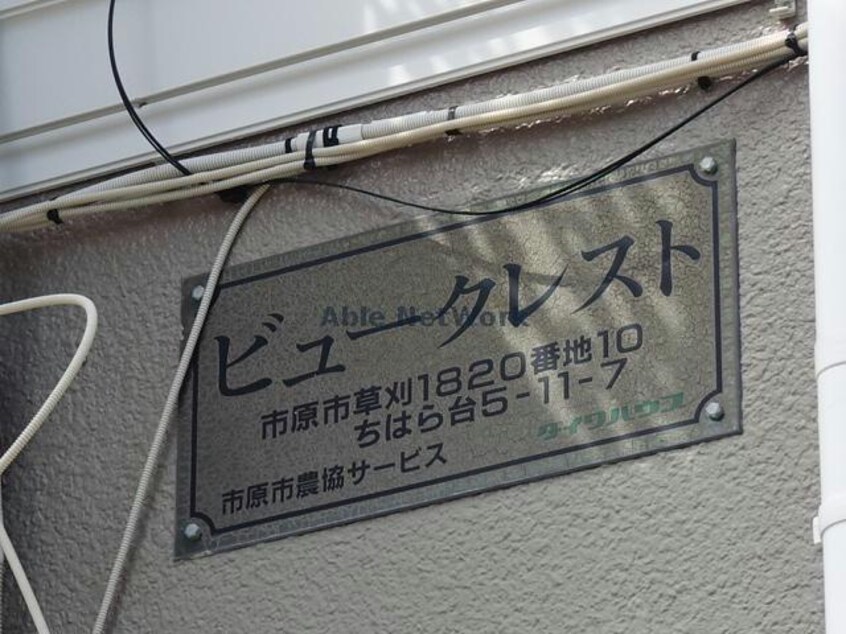 ビュークレスト
市原市草刈1820番地10
ちはら台5-11-7
ダイワハウス
市原市農協サービス
Able Network